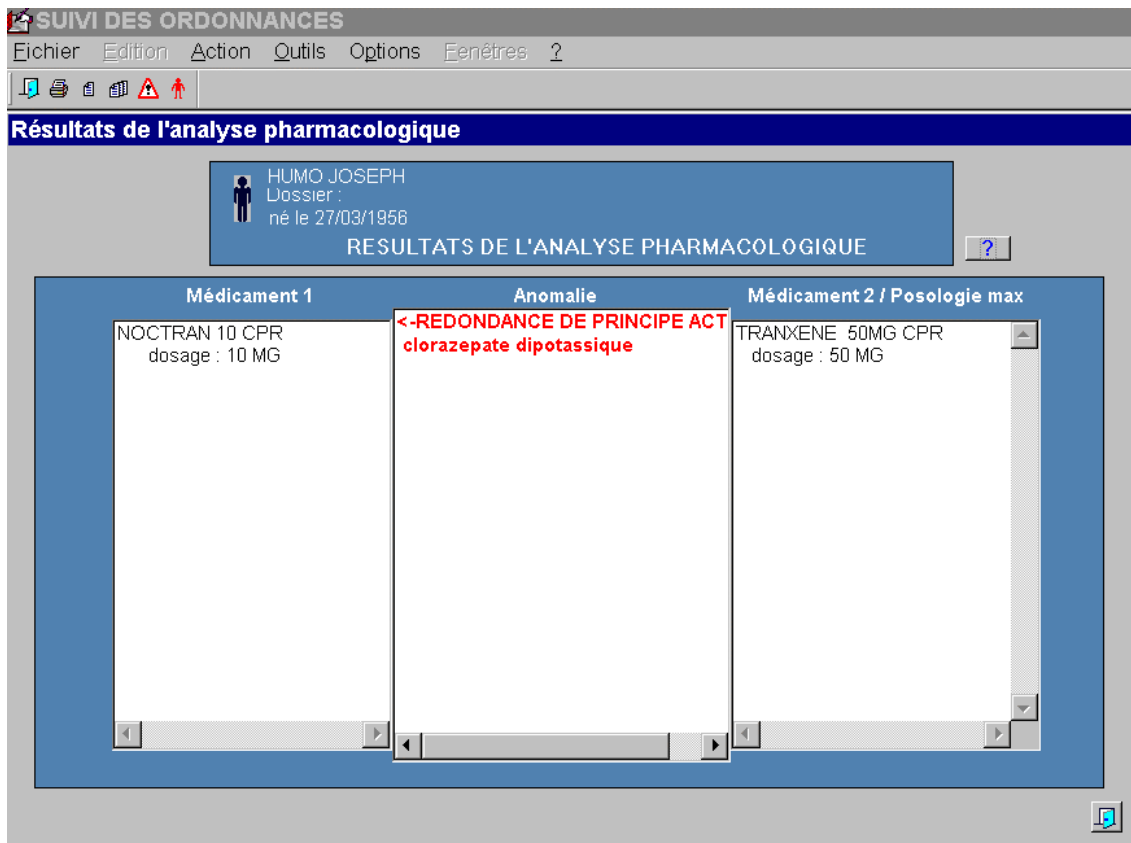 SUIVI DES ORDONNANCES
Fichier Edition Action Outils Options Fenêtres ?
Résultats de l'analyse pharmacologique
HUMO JOSEPH
Dossier :
né le 27/03/1956
RESULTATS DE L'ANALYSE PHARMACOLOGIQUE
?
Médicament 1 Anomalie Médicament 2 / Posologie max
NOCTRAN 10 CPR <-REDONDANCE DE PRINCIPE ACT TRANXENE 50MG CPR
dosage : 10 MG clorazepate dipotassique dosage : 50 MG